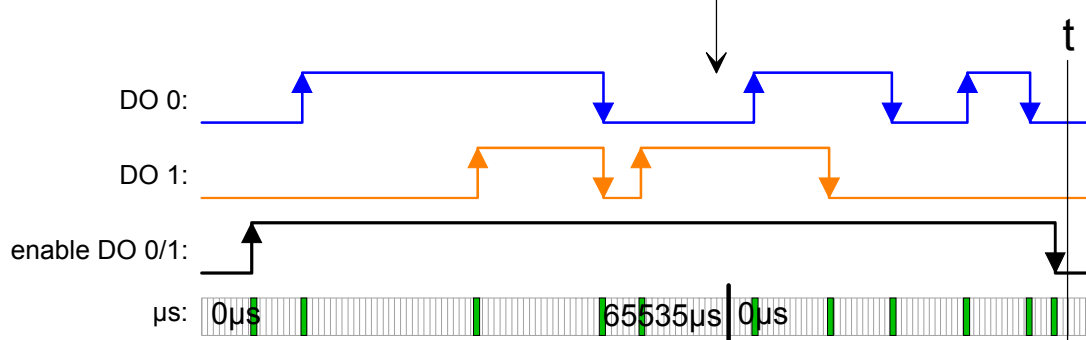 t
DO 0:
DO 1:
enable DO 0/1:
µs: 0µs 65535µs 0µs